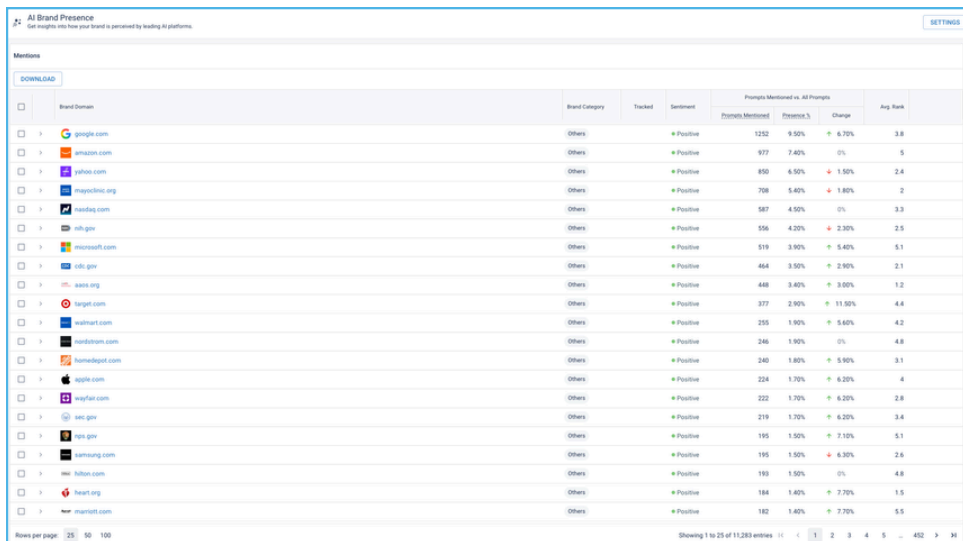 AI Brand Presence
Get insights into how your brand is perceived by leading AI platforms.
SETTINGS
Mentions
DOWNLOAD
Prompts Mentioned vs. All Prompts
Brand Domain Brand Category Tracked Sentiment Avg. Rank
Prompts Mentioned Presence % Change
google.com Others Positive 1252 9.50% ↑ 6.70% 3.8
amazon.com Others Positive 977 7.40% 0% 5
yahoo.com Others Positive 850 6.50% ↓ 1.50% 2.4
mayoclinic.org Others Positive 708 5.40% ↓ 1.80% 2
nasdaq.com Others Positive 587 4.50% 0% 3.3
nih.gov Others Positive 556 4.20% ↓ 2.30% 2.5
microsoft.com Others Positive 519 3.90% ↑ 5.40% 5.1
cdc.gov Others Positive 464 3.50% ↑ 2.90% 2.1
Others Positive 448 3.40% ↑ 3.00% 1.2
target.com Others Positive 377 2.90% ↑ 11.50% 4.4
walmart.com Others Positive 255 1.90% ↑ 5.60% 4.2
nordstrom.com Others Positive 246 1.90% 0% 4.8
homedepot.com Others Positive 240 1.80% ↑ 5.90% 3.1
apple.com Others Positive 224 1.70% ↑ 6.20% 4
wayfair.com Others Positive 222 1.70% ↑ 6.20% 2.8
sec.gov Others Positive 219 1.70% ↑ 6.20% 3.4
nps.gov Others Positive 195 1.50% ↑ 7.10% 5.1
samsung.com Others Positive 195 1.50% ↓ 6.30% 2.6
hilton.com Others Positive 193 1.50% 0% 4.8
heart.org Others Positive 184 1.40% ↑ 7.70% 1.5
marriott.com Others Positive 182 1.40% ↑ 7.70% 5.5
Rows per page: 25 50 100 Showing 1 to 25 of 11,283 entries 1 2 3 4 5 ... 452